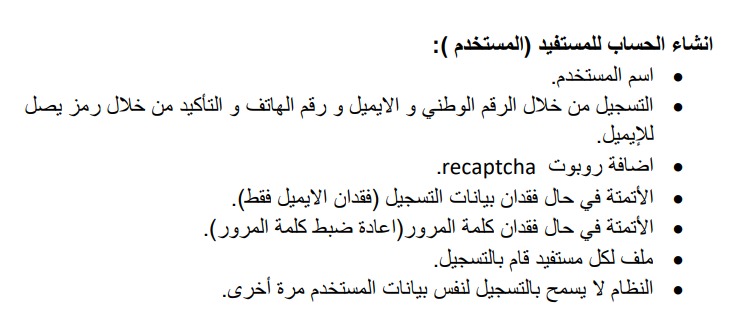 انشاء الحساب للمستفيد (المستخدم ):
• اسم المستخدم.
• التسجيل من خلال الرقم الوطني و الايميل و رقم الهاتف و التأكيد من خلال رمز يصل
للإيميل.
• اضافة روبوت recaptcha.
• الأتمتة في حال فقدان بيانات التسجيل (فقدان الايميل فقط).
• الأتمتة في حال فقدان كلمة المرور(اعادة ضبط كلمة المرور).
• ملف لكل مستفيد قام بالتسجيل.
• النظام لا يسمح بالتسجيل لنفس بيانات المستخدم مرة أخرى.